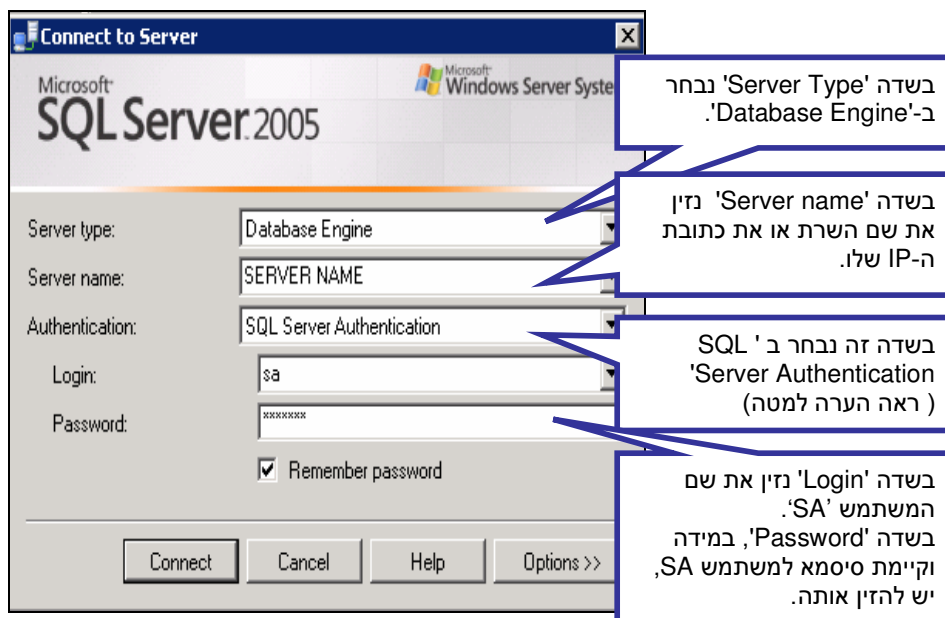 Connect to Server
Microsoft
SQL Server 2005
Microsoft
Windows Server Syste
Server type:
Database Engine
Server name:
SERVER NAME
Authentication:
SQL Server Authentication
Login:
sa
Password:
*******
Remember password
Connect
Cancel
Help
Options >>
בשדה 'Server Type' נבחר
ב-'Database Engine'.
בשדה 'Server name' נזין
את שם השרת או את כתובת
ה-IP שלו.
בשדה זה נבחר ב ' SQL
Server Authentication'
( ראה הערה למטה)
בשדה 'Login' נזין את שם
המשתמש 'SA‘.
בשדה 'Password', במידה
וקיימת סיסמא למשתמש SA,
יש להזין אותה.